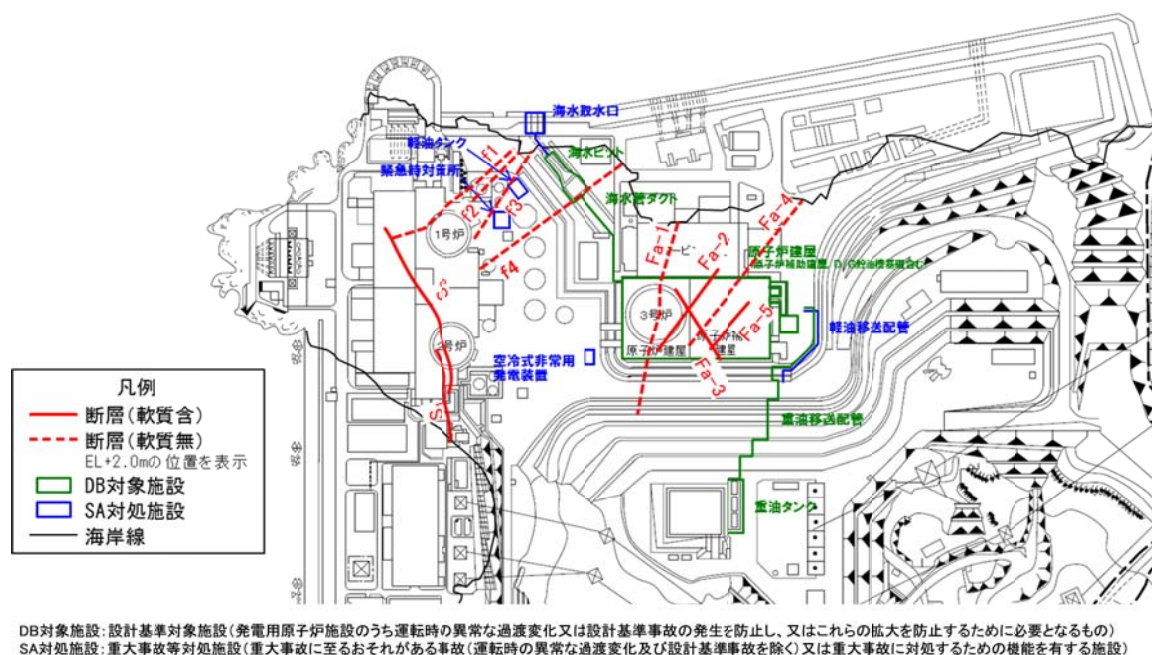 海水取水口
軽油タンク
緊急時対策所
海水ピット
海水管ダクト
f1
f2
f3
f4
1号炉
2号炉
3号炉
Fa-1
Fa-2
Fa-3
Fa-4
Fa-5
原子炉建屋
原子炉建屋
軽油移送配管
空冷式非常用
発電装置
重油移送配管
重油タンク
凡例
断層(軟質含)
断層(軟質無)
EL+2.0mの位置を表示
DB対象施設
SA対処施設
海岸線
DB対象施設:設計基準対象施設(発電用原子炉施設のうち運転時の異常な過渡変化又は設計基準事故の発生を防止し、又はこれらの拡大を防止するために必要となるもの)
SA対処施設:重大事故等対処施設(重大事故に至るおそれがある事故(運転時の異常な過渡変化及び設計基準事故を除く)又は重大事故に対処するための機能を有する施設)